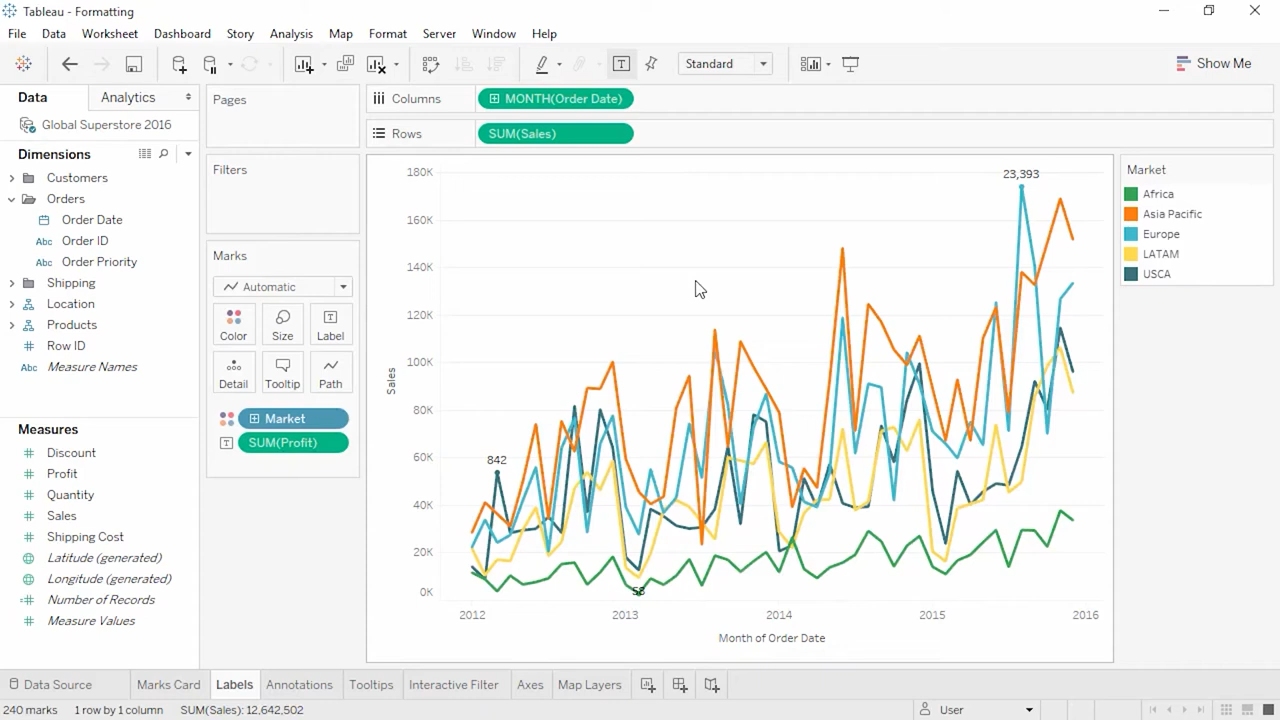 Tableau - Formatting
File Data Worksheet Dashboard Story Analysis Map Format Server Window Help
Standard
Show Me
Data Analytics
Global Superstore 2016
Dimensions
Customers
Orders
Order Date
Abc Order ID
Abc Order Priority
Shipping
Location
Products
Row ID
Abc Measure Names
Measures
Discount
Profit
Quantity
Sales
Shipping Cost
Latitude (generated)
Longitude (generated)
Number of Records
Measure Values
Pages
Filters
Marks
Automatic
Color Size Label
Detail Tooltip Path
Market
SUM(Profit)
Columns MONTH(Order Date)
Rows SUM(Sales)
180K
160K
140K
120K
100K
80K
60K
40K
20K
0K
Sales
23,393
842
58
2012 2013 2014 2015 2016
Month of Order Date
Market
Africa
Asia Pacific
Europe
LATAM
USCA
Data Source Marks Card Labels Annotations Tooltips Interactive Filter Axes Map Layers
240 marks 1 row by 1 column SUM(Sales): 12,642,502 User